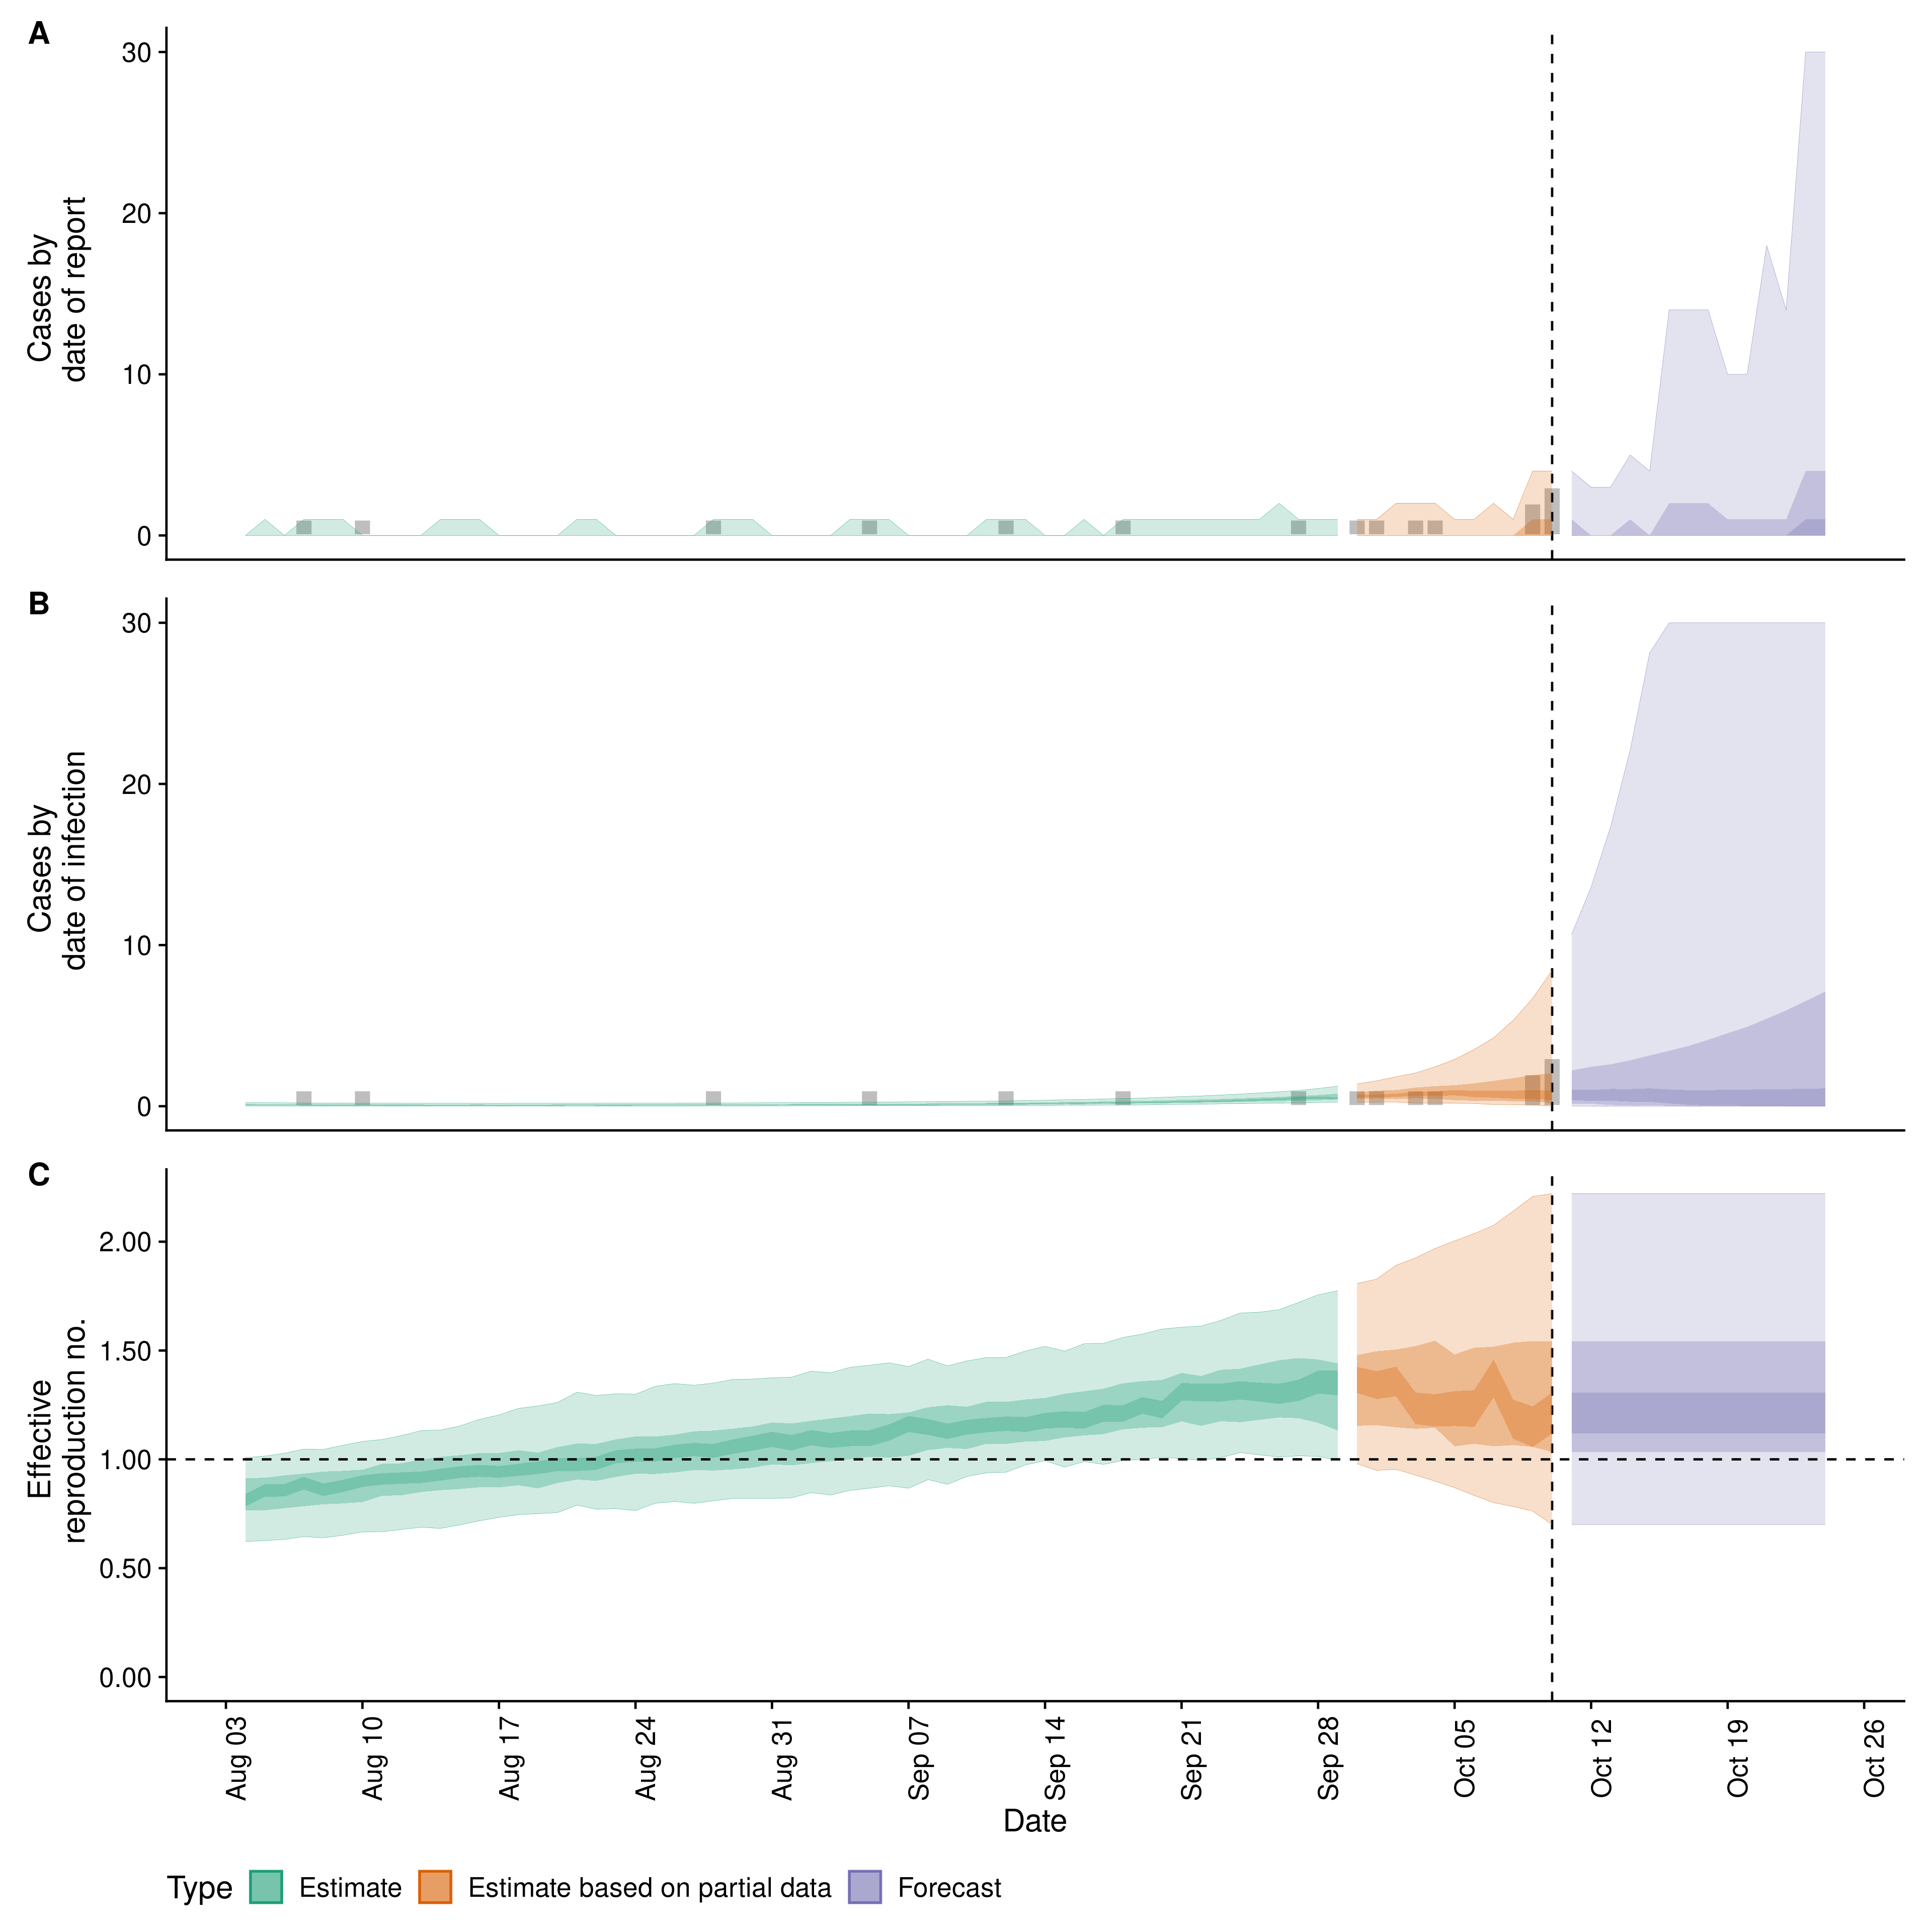 A
30
20
10
0
Cases by
date of report
B
30
20
10
0
Cases by
date of infection
C
2.00
1.50
1.00
0.50
0.00
Effective
reproduction no.
Aug 03
Aug 10
Aug 17
Aug 24
Aug 31
Sep 07
Sep 14
Sep 21
Sep 28
Oct 05
Oct 12
Oct 19
Oct 26
Date
Type Estimate Estimate based on partial data Forecast